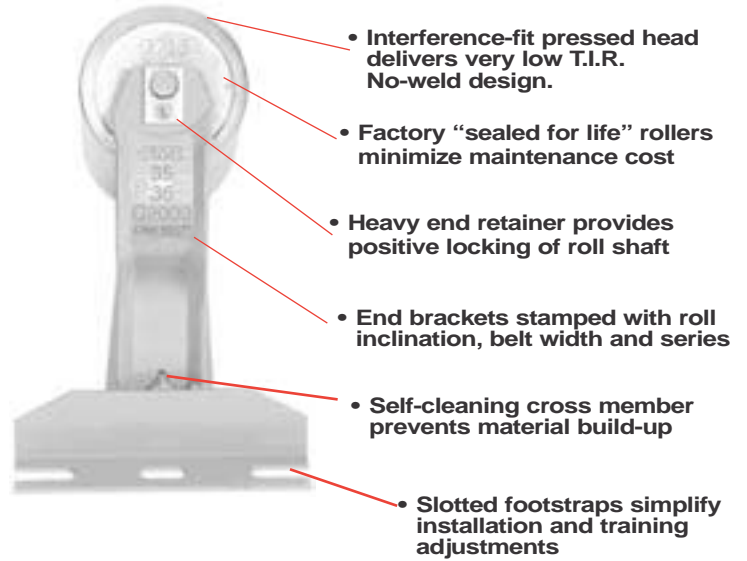 • Interference-fit pressed head
delivers very low T.I.R.
No-weld design.
• Factory “sealed for life” rollers
minimize maintenance cost
• Heavy end retainer provides
positive locking of roll shaft
35
• End brackets stamped with roll
inclination, belt width and series
• Self-cleaning cross member
prevents material build-up
• Slotted footstraps simplify
installation and training
adjustments